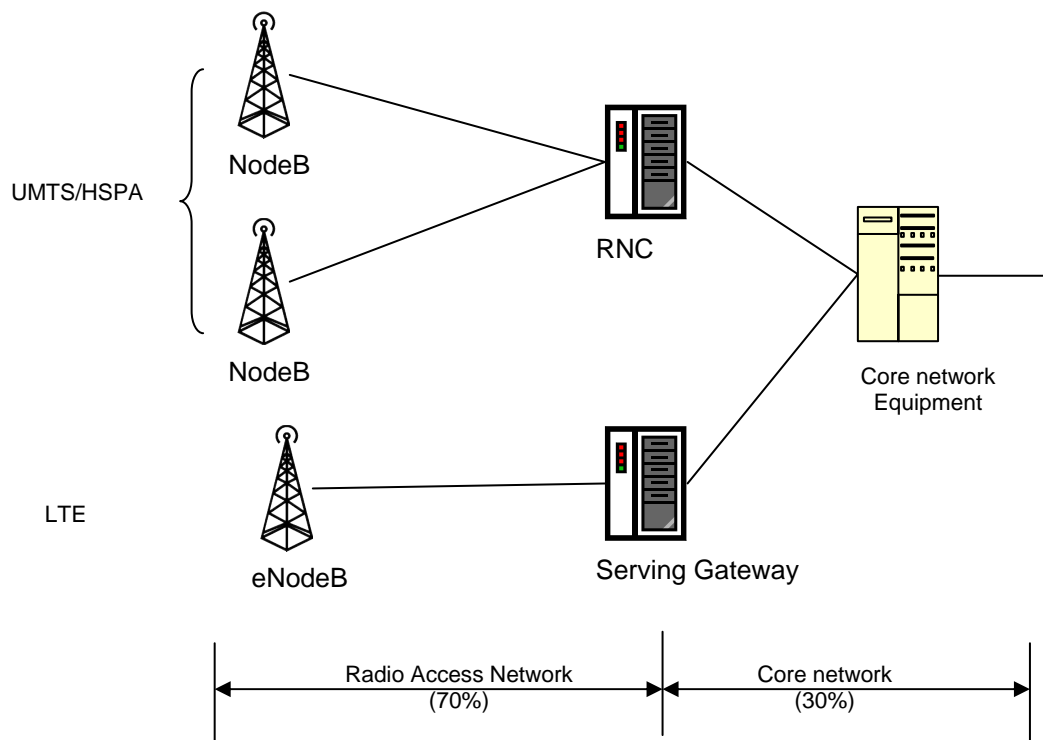 NodeB
UMTS/HSPA
RNC
NodeB
Core network
Equipment
LTE
eNodeB
Serving Gateway
Radio Access Network
(70%)
Core network
(30%)